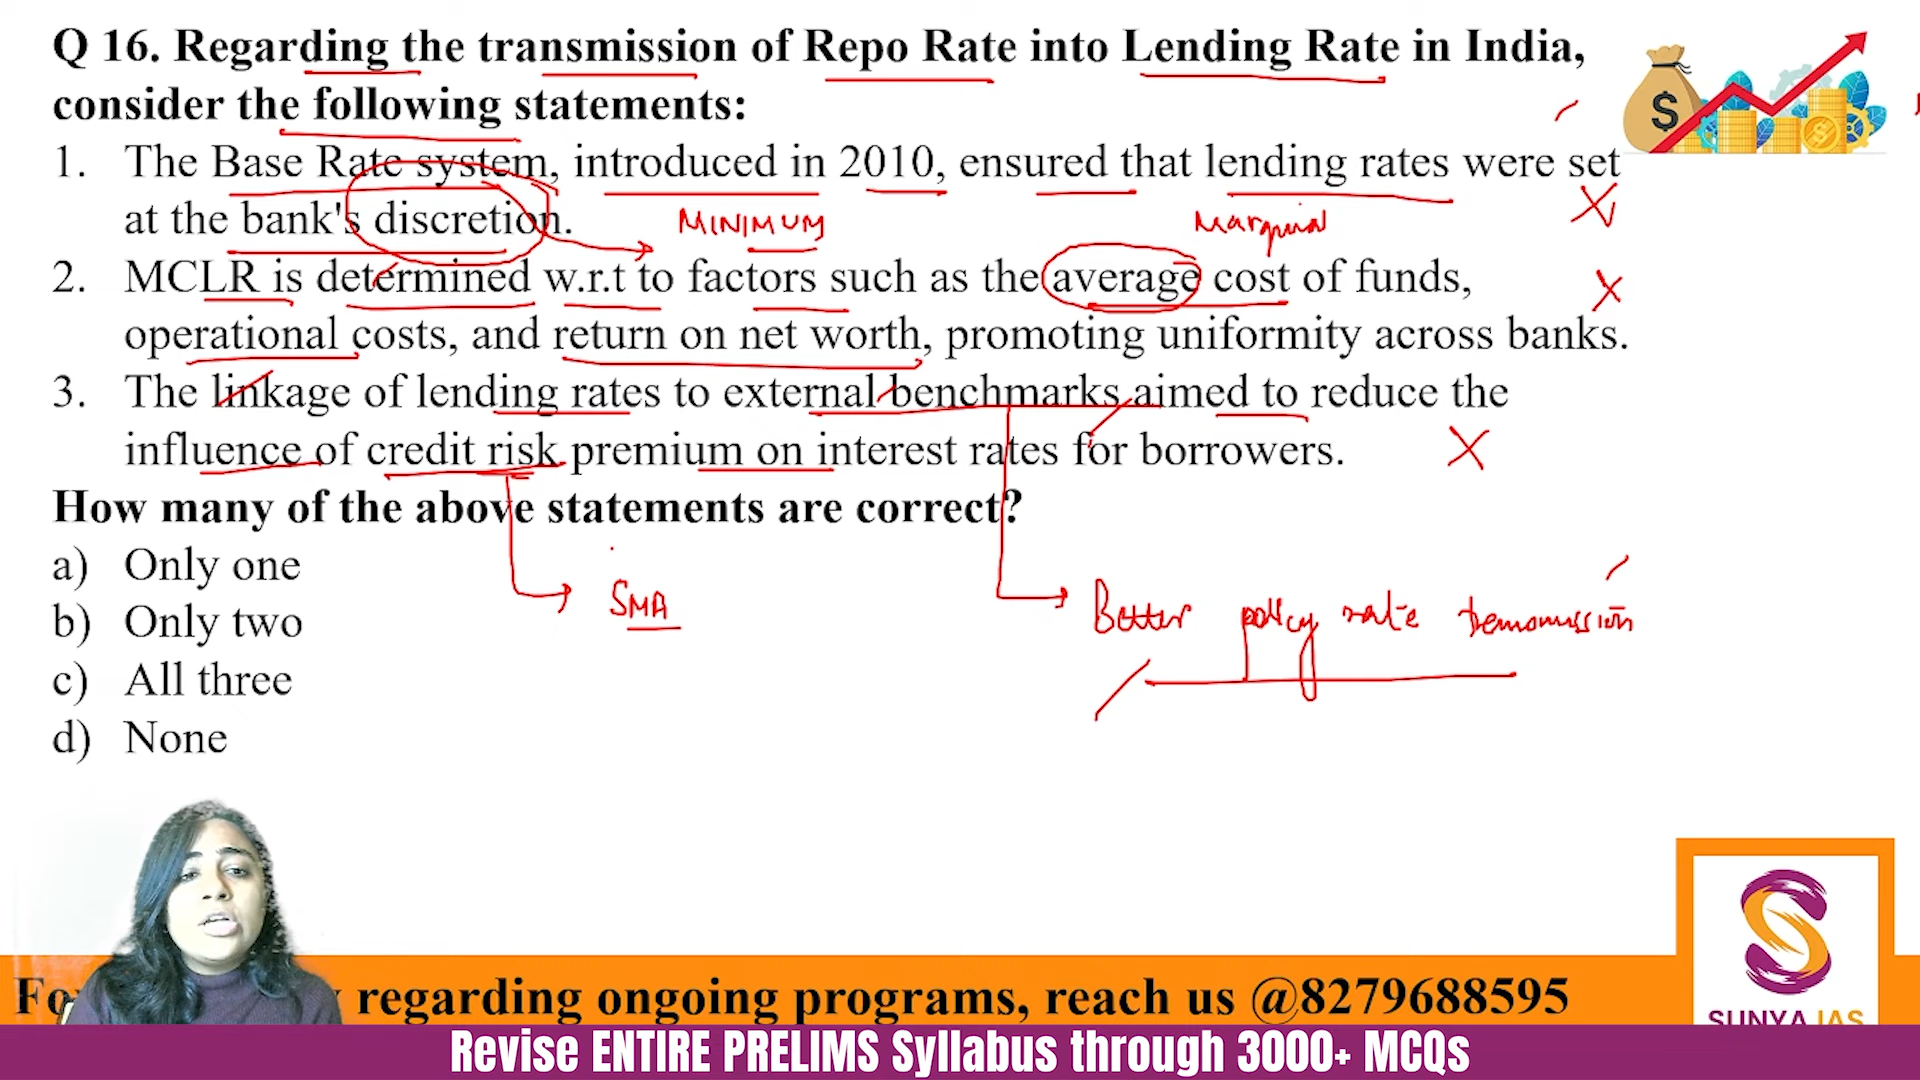 Q 16. Regarding the transmission of Repo Rate into Lending Rate in India,
consider the following statements:
1. The Base Rate system, introduced in 2010, ensured that lending rates were set
at the bank's discretion.
MINIMUM
Marginal
2. MCLR is determined w.r.t to factors such as the average cost of funds,
operational costs, and return on net worth, promoting uniformity across banks.
3. The linkage of lending rates to external benchmarks aimed to reduce the
influence of credit risk premium on interest rates for borrowers.
How many of the above statements are correct?
a) Only one
SMA
Better policy rate transmission
b) Only two
c) All three
d) None
regarding ongoing programs, reach us @8279688595
SUNYA IAS
Revise ENTIRE PRELIMS Syllabus through 3000+ MCQs